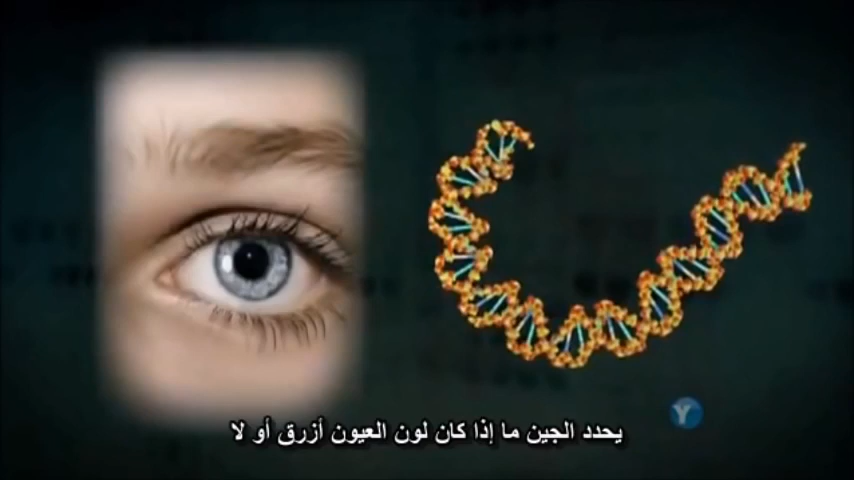 يحدد الجين ما إذا كان لون العيون أزرق أو لا
Y